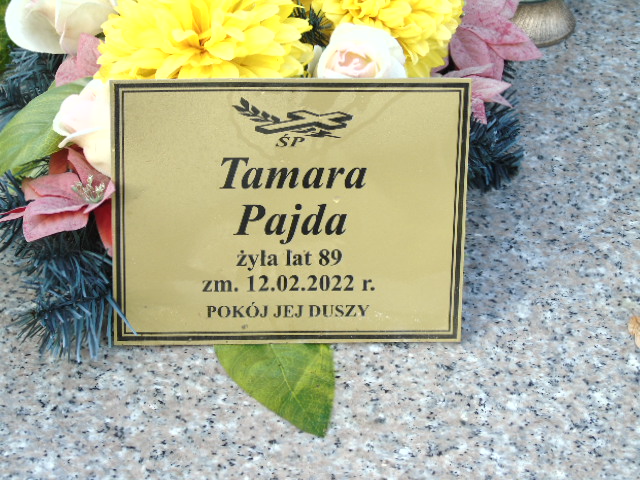 ŚP
Tamara
Pajda
żyła lat 89
zm. 12.02.2022 r.
POKÓJ JEJ DUSZY